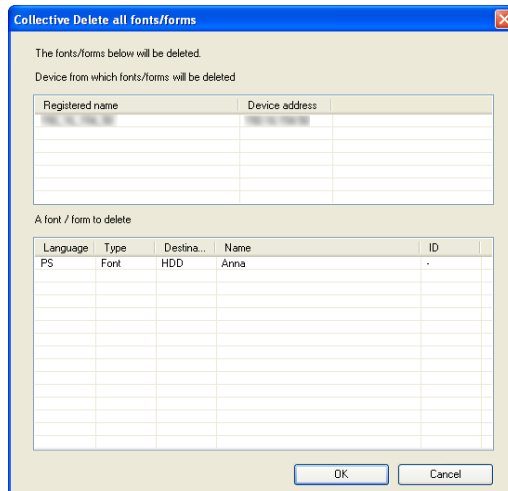 Collective Delete all fonts/forms
The fonts/forms below will be deleted.
Device from which fonts/forms will be deleted
Registered name Device address
A font / form to delete
Language Type Destina... Name ID
PS Font HDD Anna -
OK Cancel